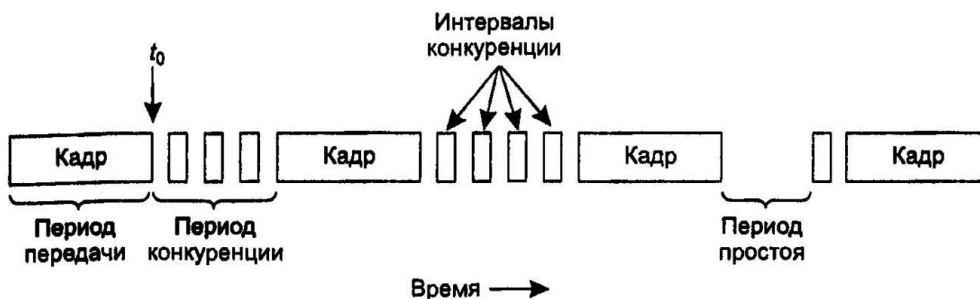 Интервалы
конкуренции
t₀
Кадр
Кадр
Кадр
Кадр
Период
передачи
Период
конкуренции
Период
простоя
Время